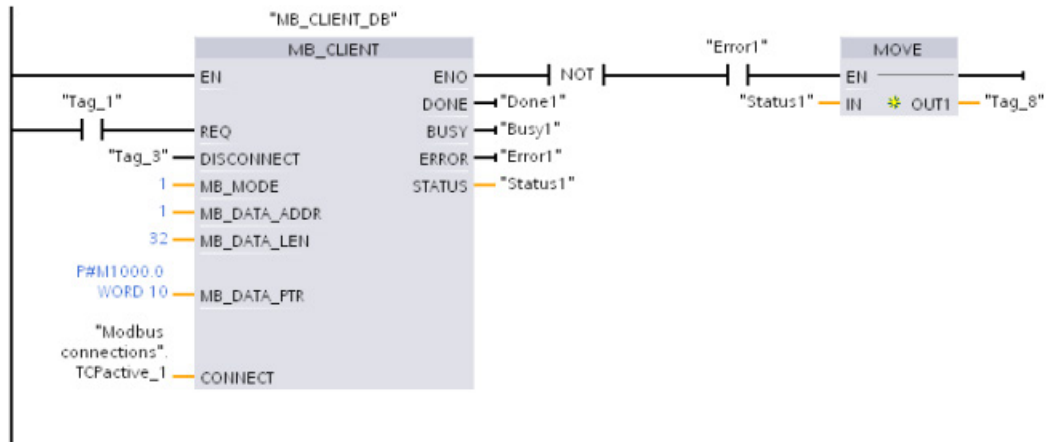 "MB_CLIENT_DB"
MB_CLIENT
"Error1"
MOVE
EN
ENO
NOT
EN
"Tag_1"
DONE
"Done1"
"Status1"
IN
OUT1
"Tag_8"
REQ
BUSY
"Busy1"
"Tag_3"
DISCONNECT
ERROR
"Error1"
1
MB_MODE
STATUS
"Status1"
1
MB_DATA_ADDR
32
MB_DATA_LEN
P#M1000.0
WORD 10
MB_DATA_PTR
"Modbus
connections".
TCPactive_1
CONNECT